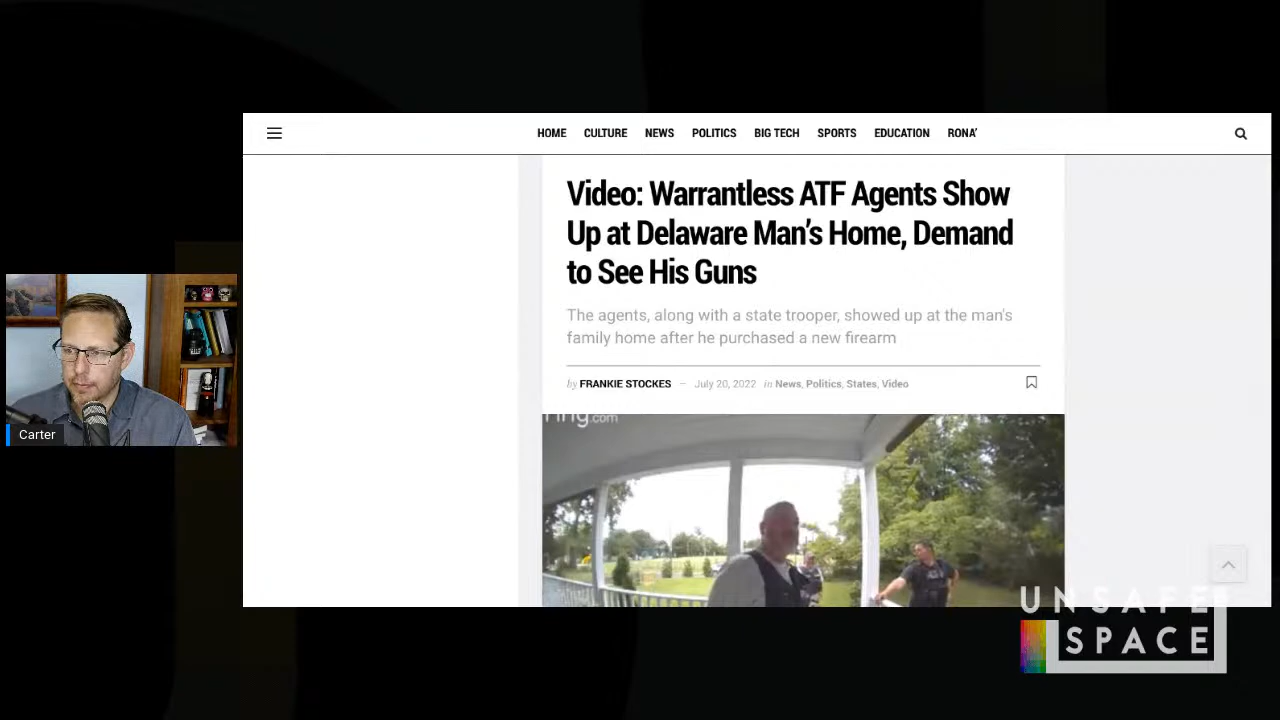 HOME CULTURE NEWS POLITICS BIG TECH SPORTS EDUCATION RONA'
Video: Warrantless ATF Agents Show
Up at Delaware Man's Home, Demand
to See His Guns
The agents, along with a state trooper, showed up at the man's
family home after he purchased a new firearm
by FRANKIE STOCKES – July 20, 2022 in News, Politics, States, Video
ring.com
Carter
UNSAFE
SPACE